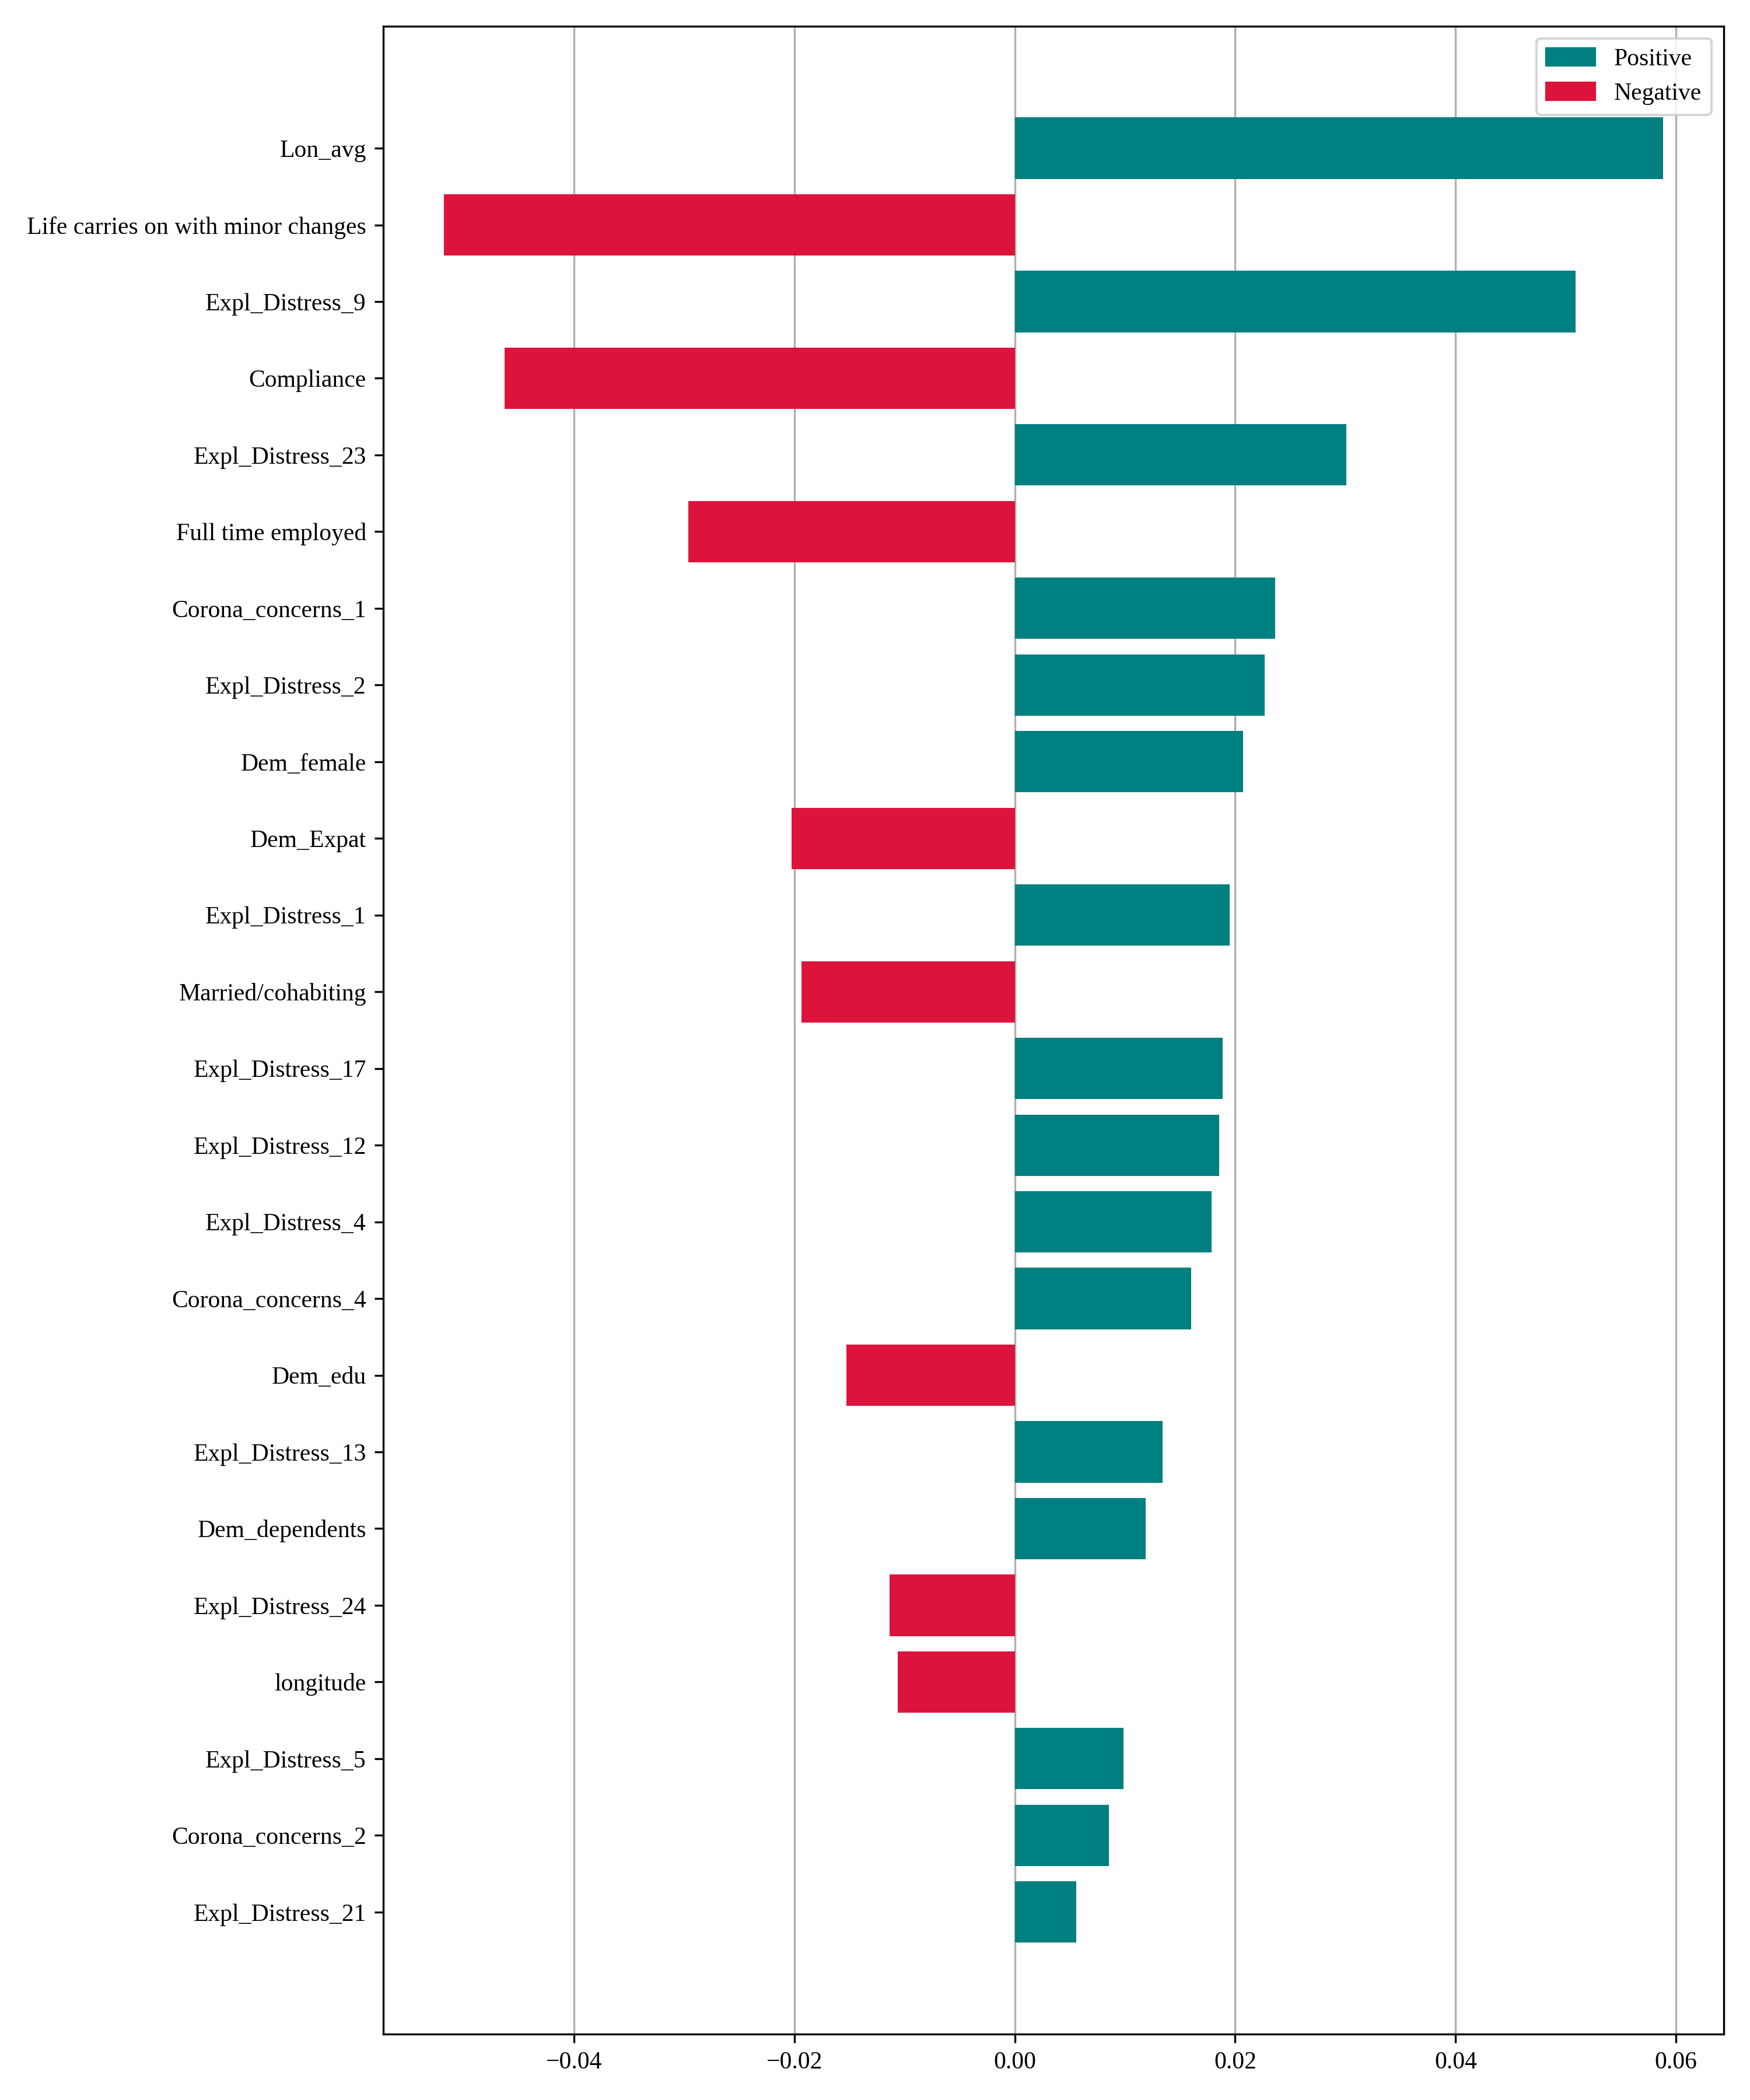 Positive
Negative
Lon_avg
Life carries on with minor changes
Expl_Distress_9
Compliance
Expl_Distress_23
Full time employed
Corona_concerns_1
Expl_Distress_2
Dem_female
Dem_Expat
Expl_Distress_1
Married/cohabiting
Expl_Distress_17
Expl_Distress_12
Expl_Distress_4
Corona_concerns_4
Dem_edu
Expl_Distress_13
Dem_dependents
Expl_Distress_24
longitude
Expl_Distress_5
Corona_concerns_2
Expl_Distress_21
−0.04 −0.02 0.00 0.02 0.04 0.06